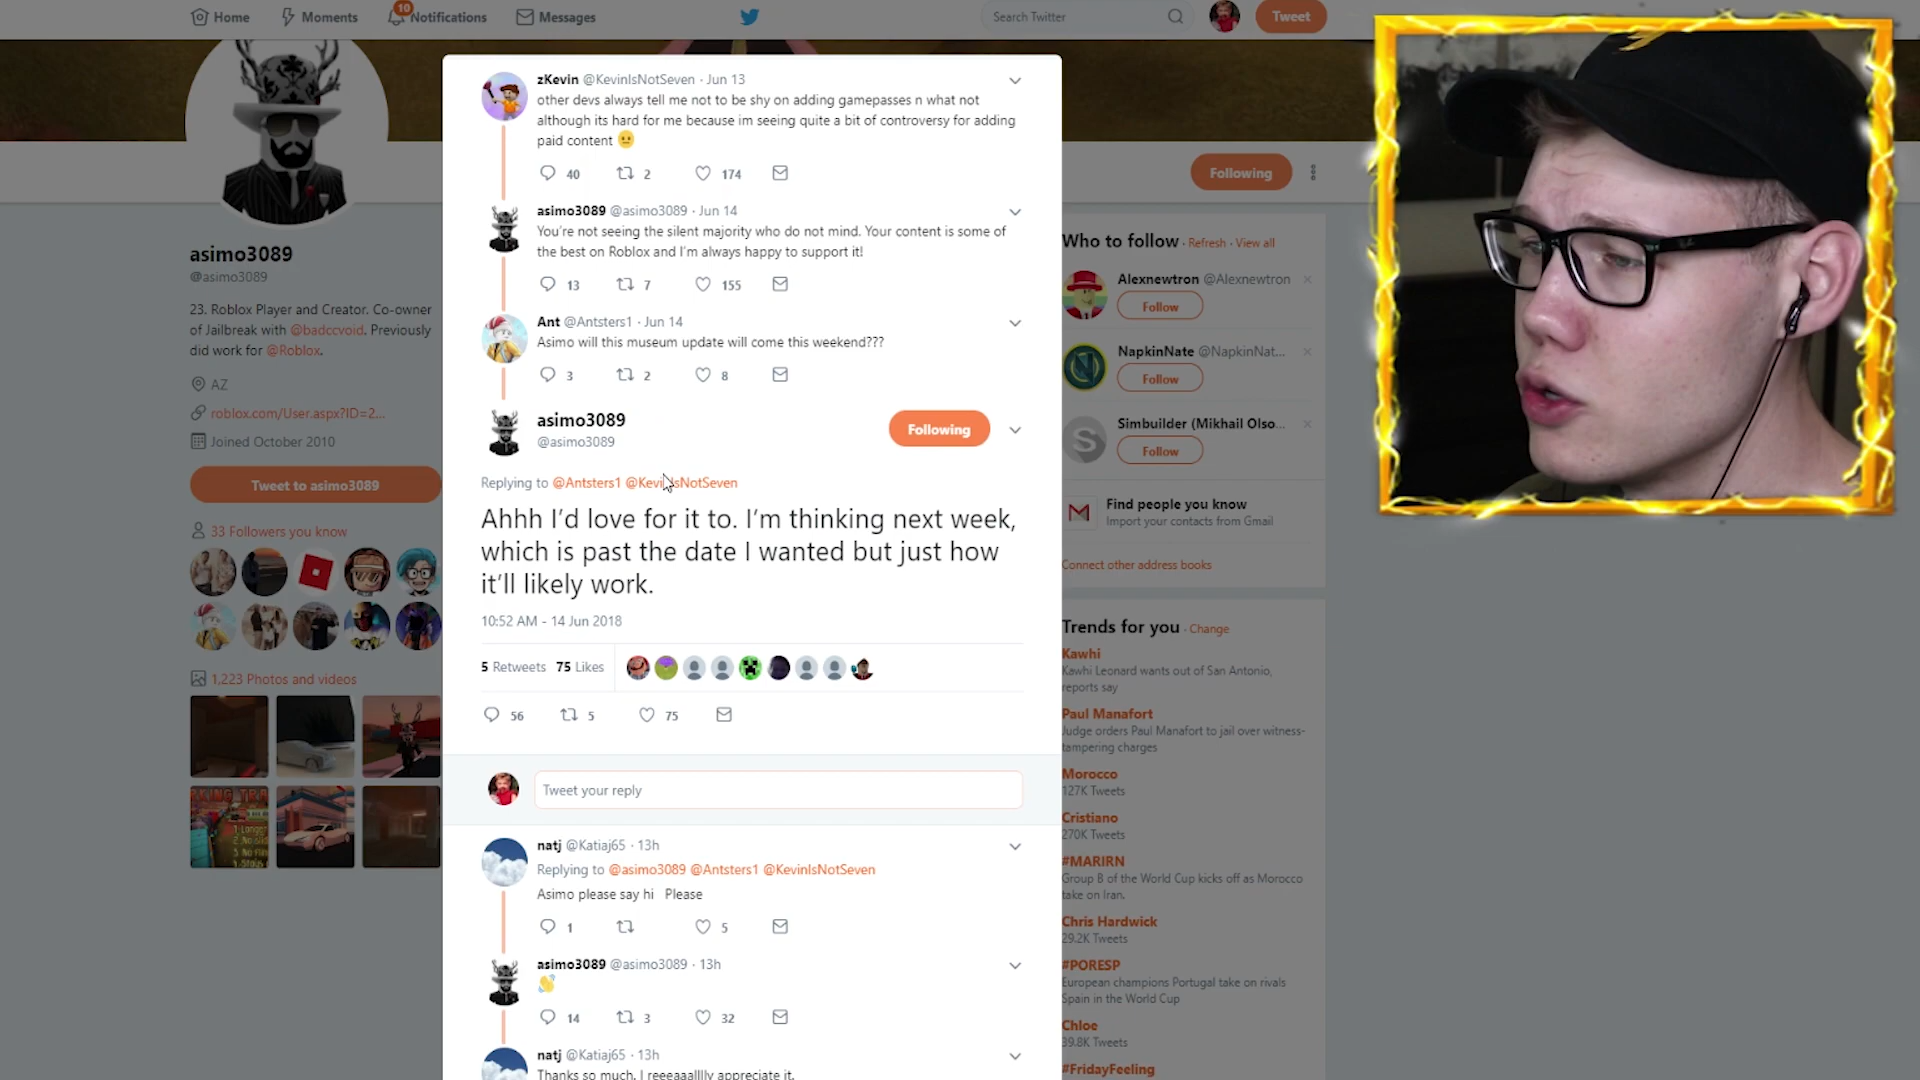 Home
Moments
10
Notifications
Messages
Search Twitter
Tweet
asimo3089
@asimo3089
23. Roblox Player and Creator. Co-owner
of Jailbreak with @badccvoid. Previously
did work for @Roblox.
AZ
roblox.com/User.aspx?ID=2...
Joined October 2010
Tweet to asimo3089
33 Followers you know
1,223 Photos and videos
zKevin @KevinIsNotSeven · Jun 13
other devs always tell me not to be shy on adding gamepasses n what not
although its hard for me because im seeing quite a bit of controversy for adding
paid content 😐
40 2 174
asimo3089 @asimo3089 · Jun 14
You're not seeing the silent majority who do not mind. Your content is some of
the best on Roblox and I'm always happy to support it!
13 7 155
Ant @Antsters1 · Jun 14
Asimo will this museum update will come this weekend???
3 2 8
asimo3089
@asimo3089
Following
Replying to @Antsters1 @KevinIsNotSeven
Ahhh I'd love for it to. I'm thinking next week,
which is past the date I wanted but just how
it'll likely work.
10:52 AM - 14 Jun 2018
5 Retweets 75 Likes
56 5 75
Tweet your reply
natj @Katiaj65 · 13h
Replying to @asimo3089 @Antsters1 @KevinIsNotSeven
Asimo please say hi Please
1 5
asimo3089 @asimo3089 · 13h
👋
14 3 32
natj @Katiaj65 · 13h
Thanks so much. I reeeaaalllly appreciate it.
Following
Who to follow · Refresh · View all
Alexnewtron @Alexnewtron
Follow
NapkinNate @NapkinNat...
Follow
S
Simbuilder (Mikhail Olso...
Follow
Find people you know
Import your contacts from Gmail
Connect other address books
Trends for you · Change
Kawhi
Kawhi Leonard wants out of San Antonio,
reports say
Paul Manafort
Judge orders Paul Manafort to jail over witness-
tampering charges
Morocco
127K Tweets
Cristiano
270K Tweets
#MARIRN
Group B of the World Cup kicks off as Morocco
take on Iran.
Chris Hardwick
29.2K Tweets
#PORESP
European champions Portugal take on rivals
Spain in the World Cup
Chloe
39.8K Tweets
#FridayFeeling